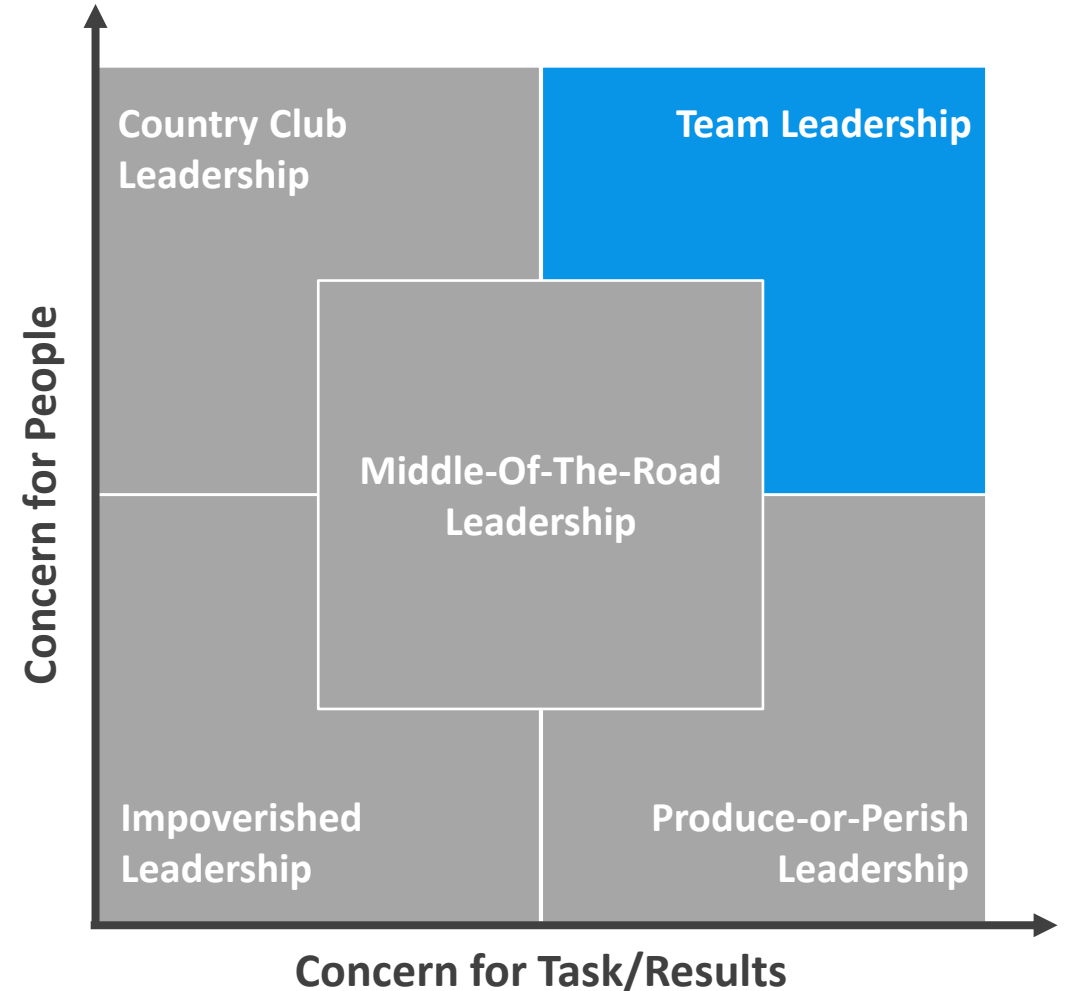 Country Club
Leadership
Team Leadership
Concern for People
Middle-Of-The-Road
Leadership
Impoverished
Leadership
Produce-or-Perish
Leadership
Concern for Task/Results